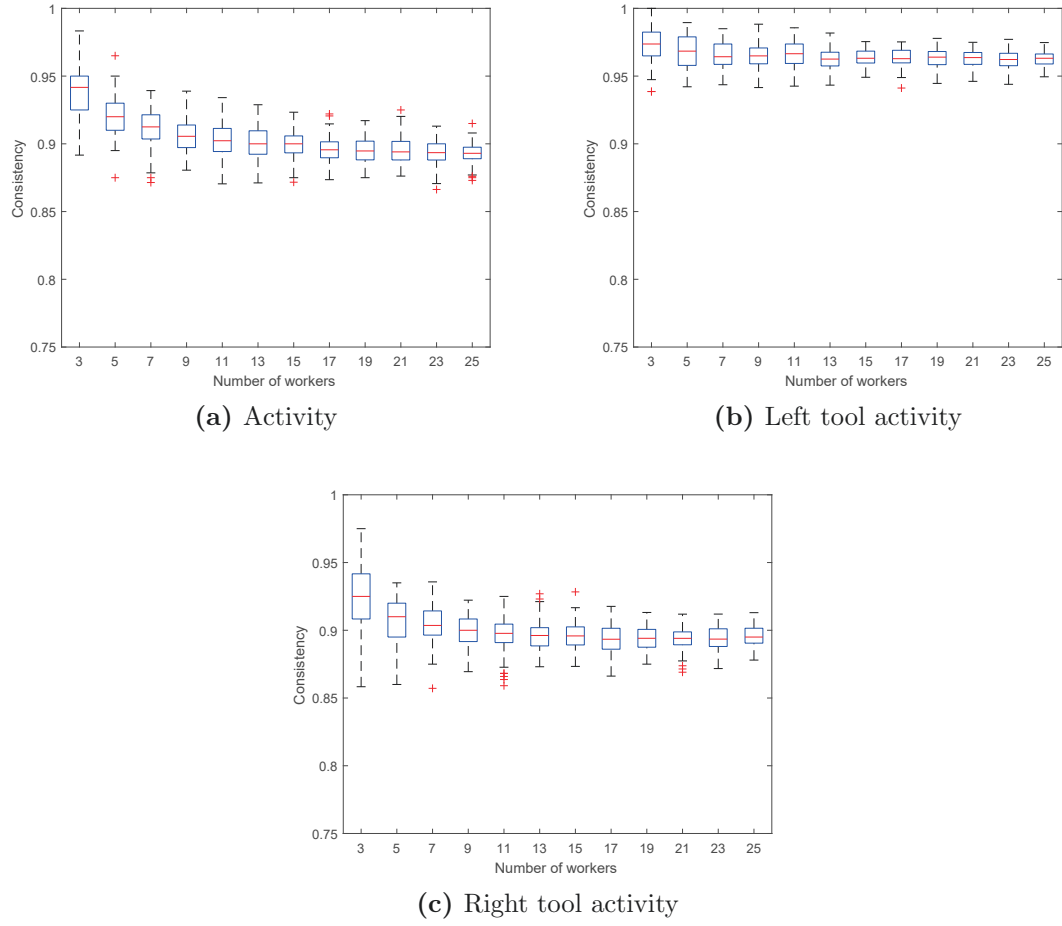 1
0.95
0.9
0.85
0.8
0.75
Consistency
3 5 7 9 11 13 15 17 19 21 23 25
Number of workers
(a) Activity
1
0.95
0.9
0.85
0.8
0.75
Consistency
3 5 7 9 11 13 15 17 19 21 23 25
Number of workers
(b) Left tool activity
1
0.95
0.9
0.85
0.8
0.75
Consistency
3 5 7 9 11 13 15 17 19 21 23 25
Number of workers
(c) Right tool activity